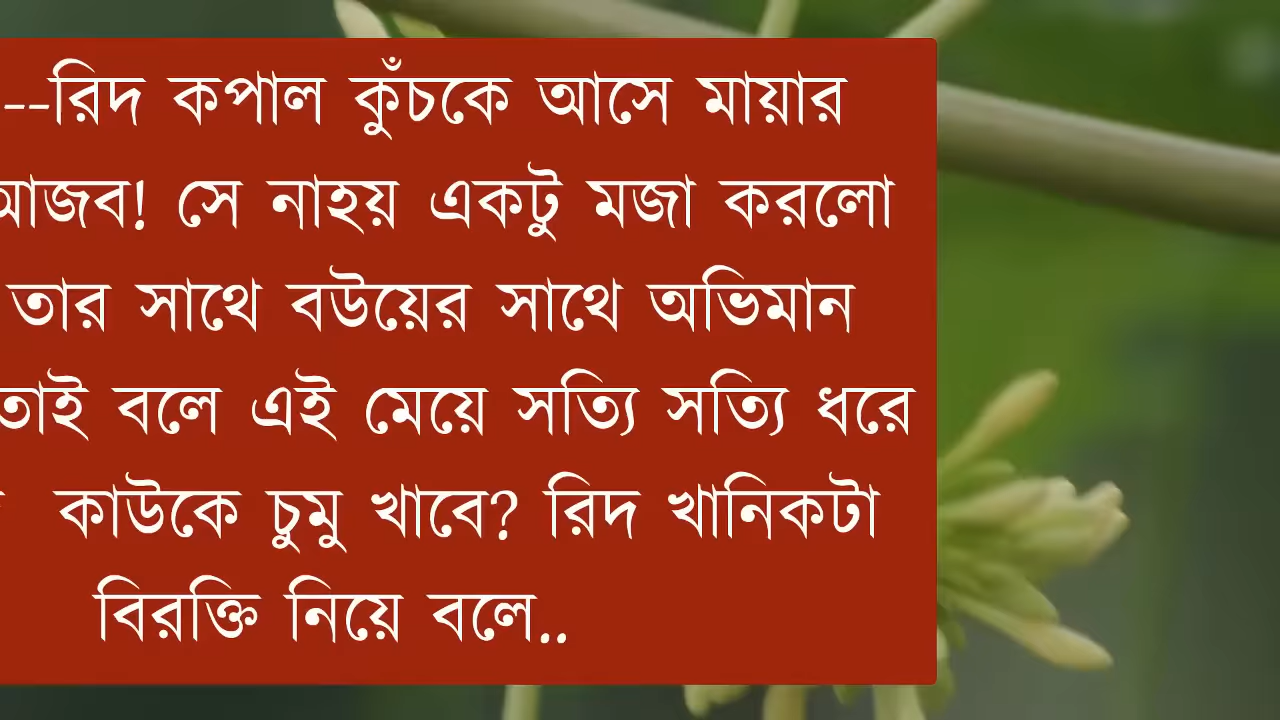 --রিদ কপাল কুঁচকে আসে মায়ার
আজব! সে নাহয় একটু মজা করলো
তার সাথে বউয়ের সাথে অভিমান
তাই বলে এই মেয়ে সত্যি সত্যি ধরে
কাউকে চুমু খাবে? রিদ খানিকটা
বিরক্তি নিয়ে বলে..